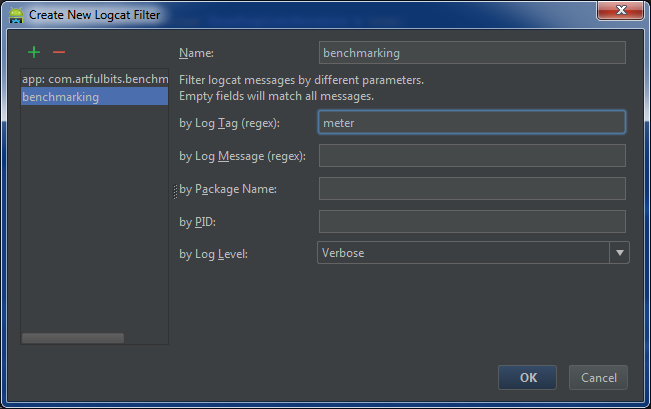 Create New Logcat Filter
app: com.artfulbits.benchm
benchmarking
Name: benchmarking
Filter logcat messages by different parameters.
Empty fields will match all messages.
by Log Tag (regex): meter
by Log Message (regex):
by Package Name:
by PID:
by Log Level: Verbose
OK Cancel